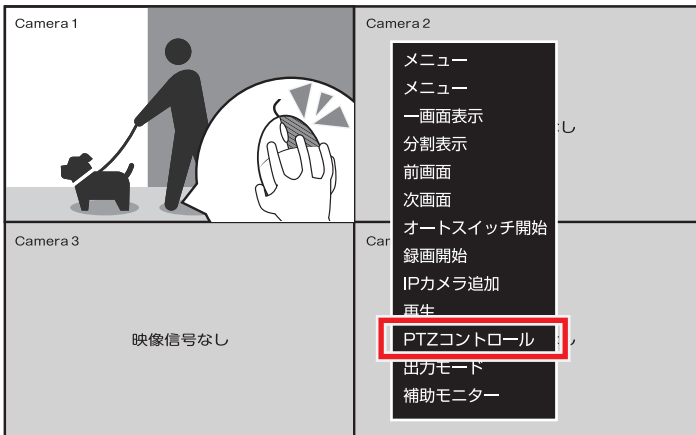 Camera 1
Camera 2
メニュー
メニュー
一画面表示
分割表示
前画面
次画面
オートスイッチ開始
録画開始
IPカメラ追加
再生
PTZコントロール
出力モード
補助モニター
し
Camera 3
映像信号なし
Car